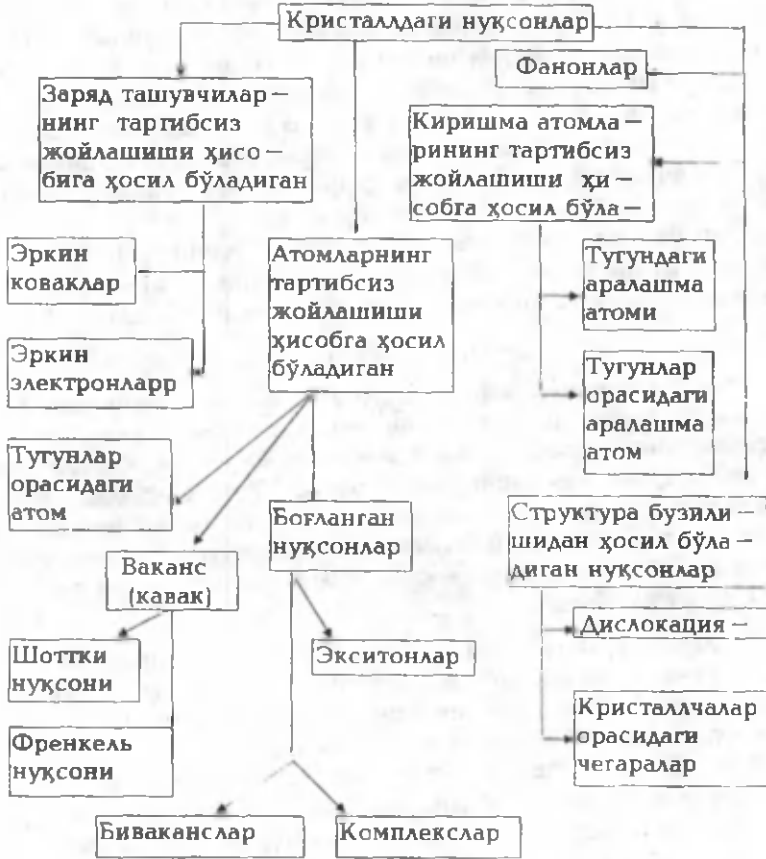 Кристаллдаги нуқсонлар
Фанонлар
Заряд ташувчилар —
нинг тартибсиз
жойлашиши ҳисо —
бига ҳосил бўладиган
Киришма атомла —
рининг тартибсиз
жойлашиши ҳи —
собга ҳосил бўла —
Эркин
коваклар
Атомларнинг
тартибсиз
жойлашиши
ҳисобга ҳосил
бўладиган
Тугундаги
аралашма
атоми
Эркин
электронларр
Тугунлар
орасидаги
аралашма
атом
Тугунлар
орасидаги
атом
Боғланган
нуқсонлар
Структура бузили —
шидан ҳосил бўла —
диган нуқсонлар
Ваканс
(кавак)
Дислокация —
Шоттки
нуқсони
Экситонлар
Кристаллчалар
орасидаги
чегаралар
Френкель
нуқсони
Биваканслар
Комплекслар